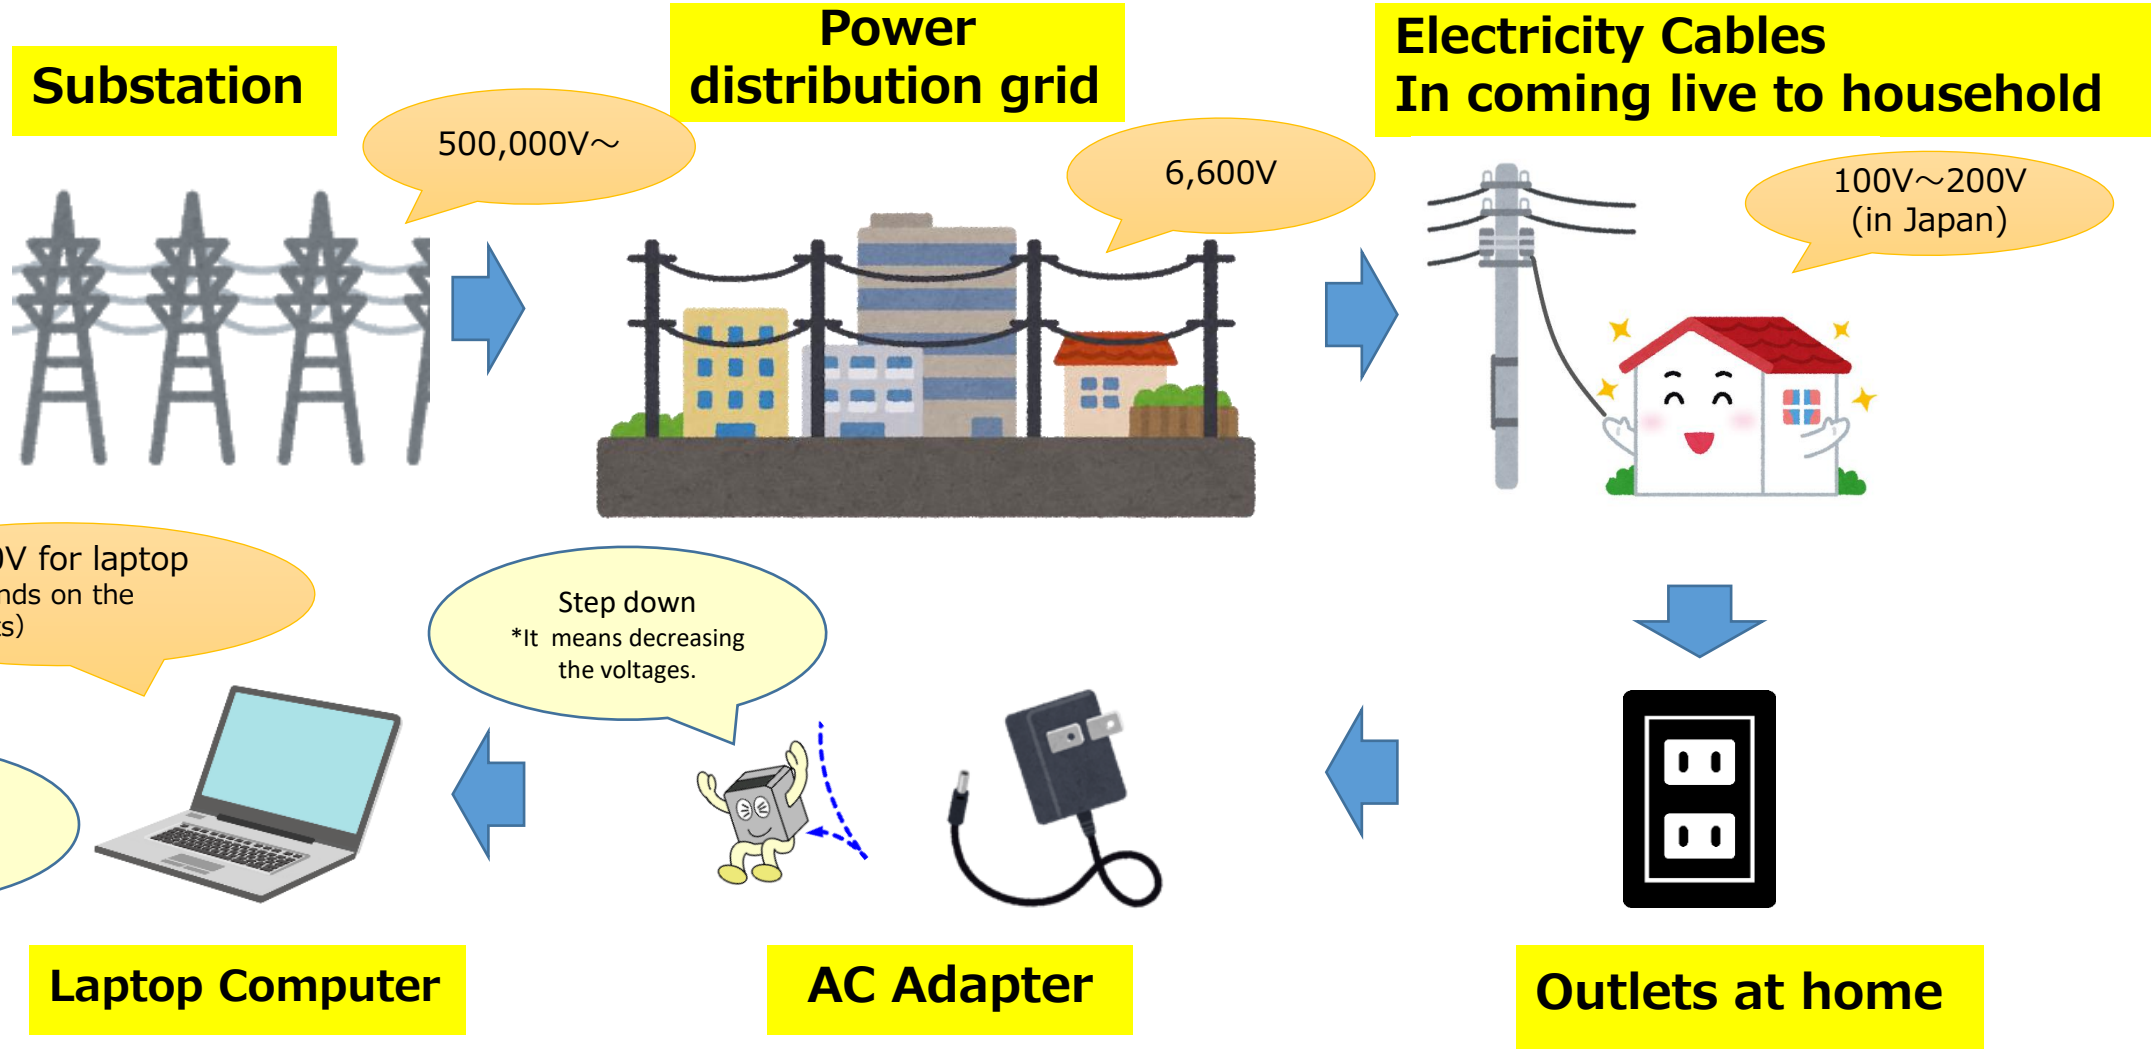 Substation
500,000V～
Power
distribution grid
6,600V
Electricity Cables
In coming live to household
100V～200V
(in Japan)
V for laptop
on the
Step down
*It means decreasing
the voltages.
Laptop Computer
AC Adapter
Outlets at home